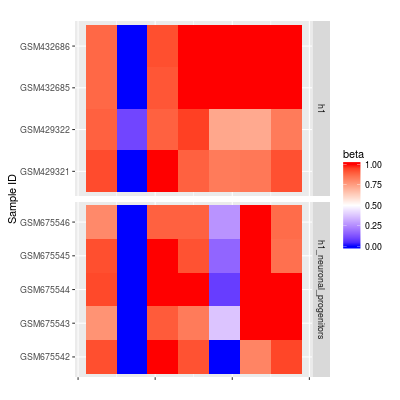 GSM432686
GSM432685
GSM429322
GSM429321
h1
GSM675546
GSM675545
GSM675544
GSM675543
GSM675542
h1_neuronal_progenitors
Sample ID
beta
1.00
0.75
0.50
0.25
0.00